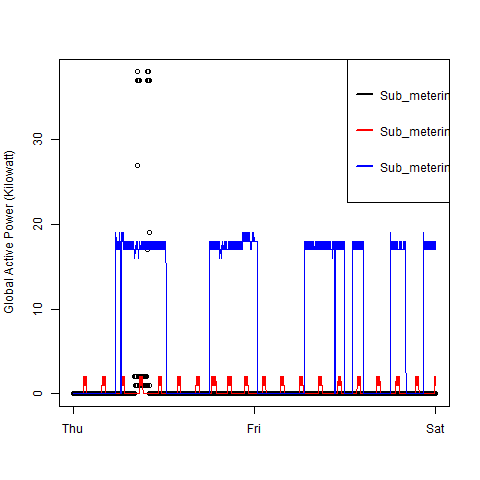 Global Active Power (Kilowatt)
30
20
10
0
Thu
Fri
Sat
Sub_meterin
Sub_meterin
Sub_meterin